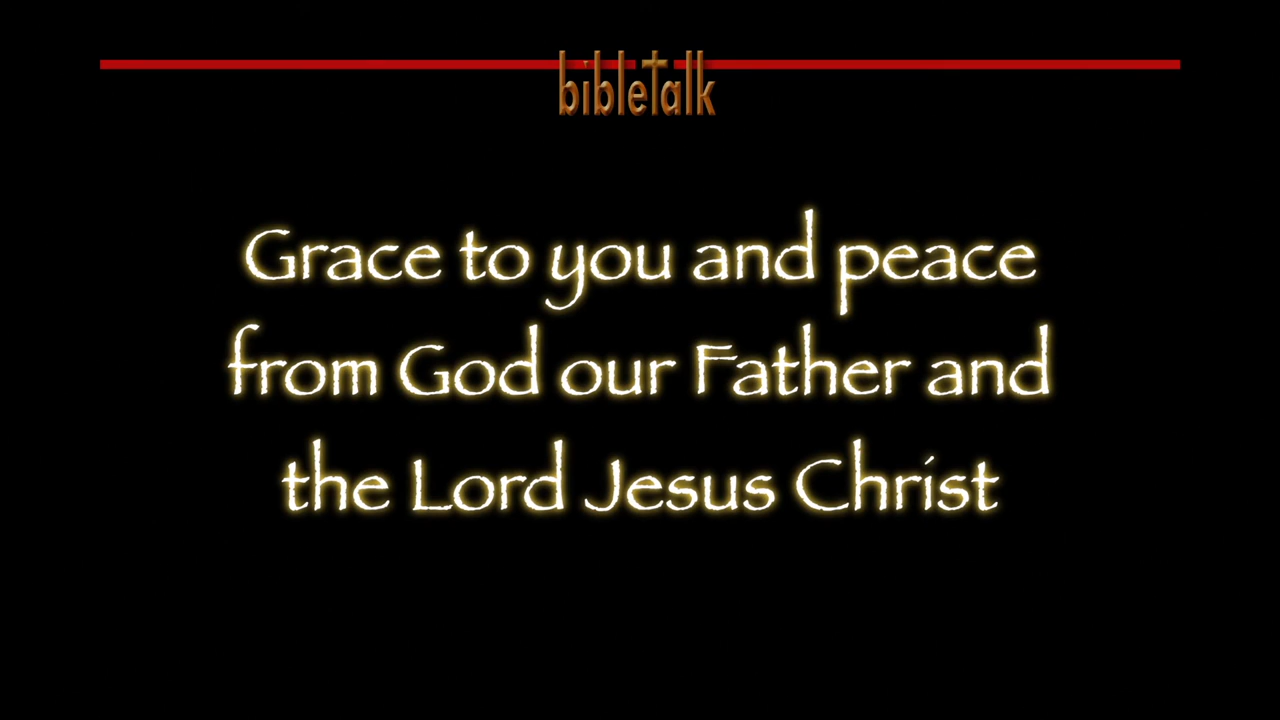 bibleTalk
Grace to you and peace
from God our Father and
the Lord Jesus Christ